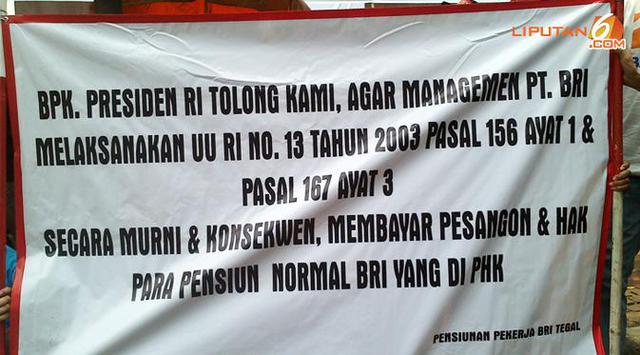 LIPUTAN 6
.COM
BPK. PRESIDEN RI TOLONG KAMI, AGAR MANAGEMEN PT. BRI
MELAKSANAKAN UU RI NO. 13 TAHUN 2003 PASAL 156 AYAT 1 &
PASAL 167 AYAT 3
SECARA MURNI & KONSEKWEN, MEMBAYAR PESANGON & HAK
PARA PENSIUN NORMAL BRI YANG DI PHK
PENSIUNAN PEKERJA BRI TEGAL